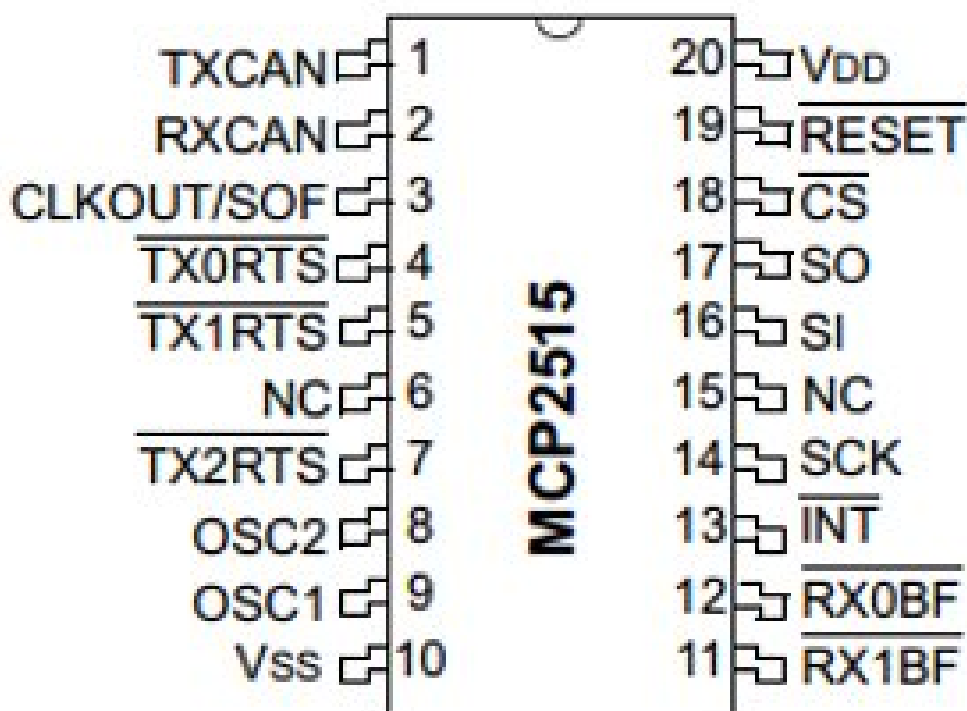 TXCAN 1 20 VDD
RXCAN 2 19 RESET
CLKOUT/SOF 3 18 CS
TX0RTS 4 17 SO
TX1RTS 5 16 SI
NC 6 15 NC
TX2RTS 7 14 SCK
OSC2 8 13 INT
OSC1 9 12 RX0BF
VSS 10 11 RX1BF
MCP2515